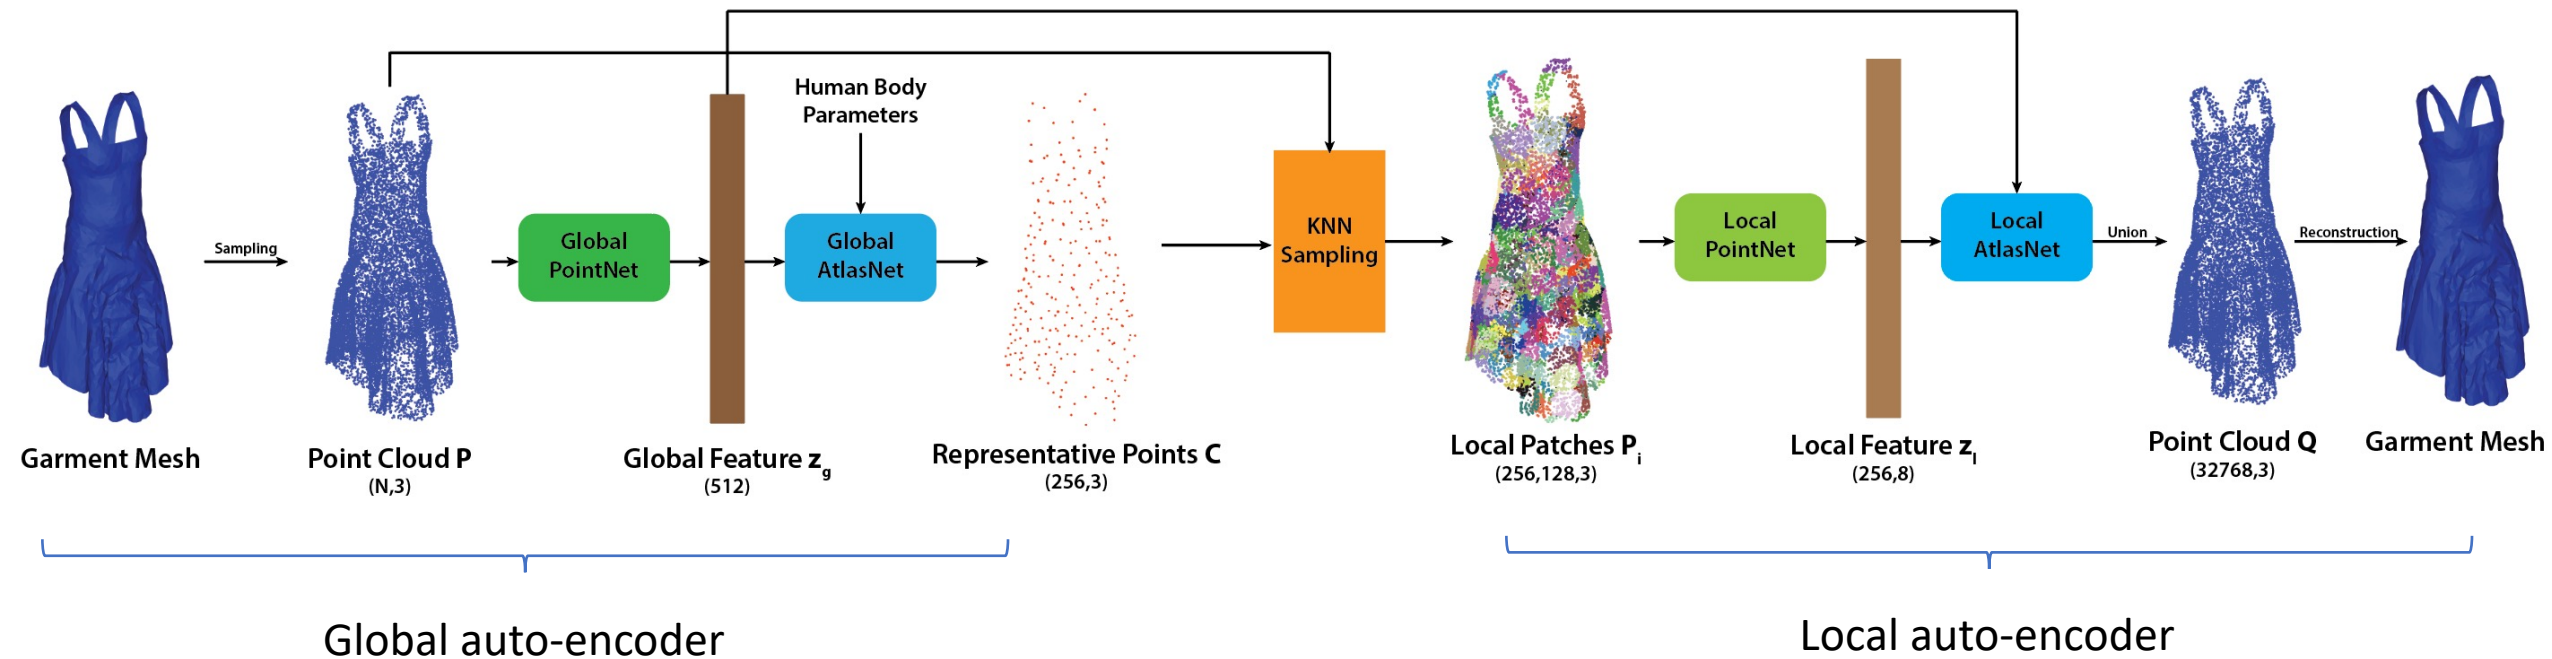 Human Body
Parameters
Sampling
Global
PointNet
Global
AtlasNet
KNN
Sampling
Local
PointNet
Local
AtlasNet
Union
Reconstruction
Garment Mesh
Point Cloud P
(N,3)
Global Feature zg
(512)
Representative Points C
(256,3)
Local Patches Pi
(256,128,3)
Local Feature zl
(256,8)
Point Cloud Q
(32768,3)
Garment Mesh
Global auto-encoder
Local auto-encoder